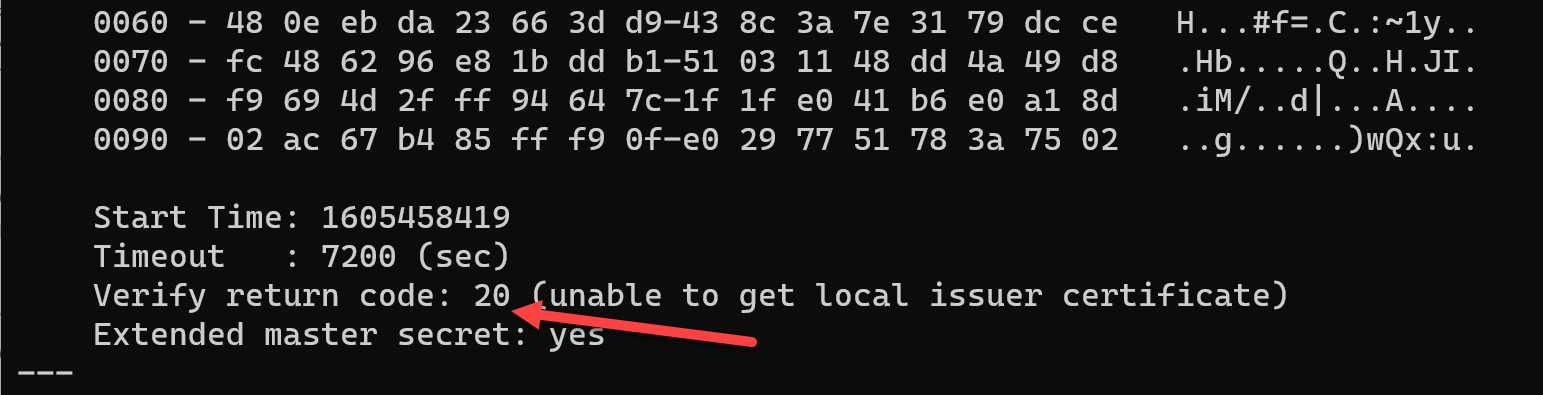 0060 - 48 0e eb da 23 66 3d d9-43 8c 3a 7e 31 79 dc ce   H...#f=.C.:~1y..
0070 - fc 48 62 96 e8 1b dd b1-51 03 11 48 dd 4a 49 d8   .Hb.....Q..H.JI.
0080 - f9 69 4d 2f ff 94 64 7c-1f 1f e0 41 b6 e0 a1 8d   .iM/..d|...A....
0090 - 02 ac 67 b4 85 ff f9 0f-e0 29 77 51 78 3a 75 02   ..g......)wQx:u.
Start Time: 1605458419
Timeout   : 7200 (sec)
Verify return code: 20 (unable to get local issuer certificate)
Extended master secret: yes
---